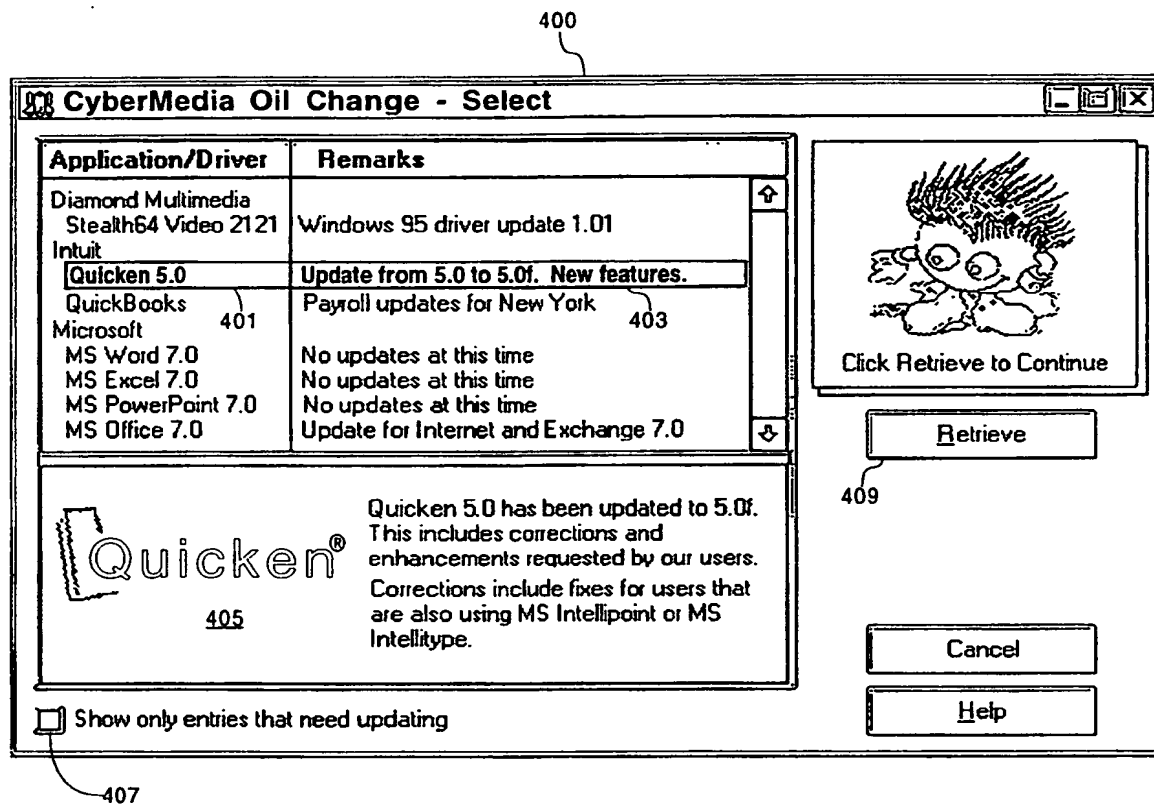 400
CyberMedia Oil Change - Select
Application/Driver Remarks
Diamond Multimedia
Stealth64 Video 2121 Windows 95 driver update 1.01
Intuit
Quicken 5.0 Update from 5.0 to 5.0f. New features.
QuickBooks Payroll updates for New York
401 403
Microsoft
MS Word 7.0 No updates at this time
MS Excel 7.0 No updates at this time
MS PowerPoint 7.0 No updates at this time
MS Office 7.0 Update for Internet and Exchange 7.0
Click Retrieve to Continue
Retrieve
409
Quicken®
405
Quicken 5.0 has been updated to 5.0f.
This includes corrections and
enhancements requested by our users.
Corrections include fixes for users that
are also using MS Intellipoint or MS
Intellitype.
Cancel
Help
Show only entries that need updating
407